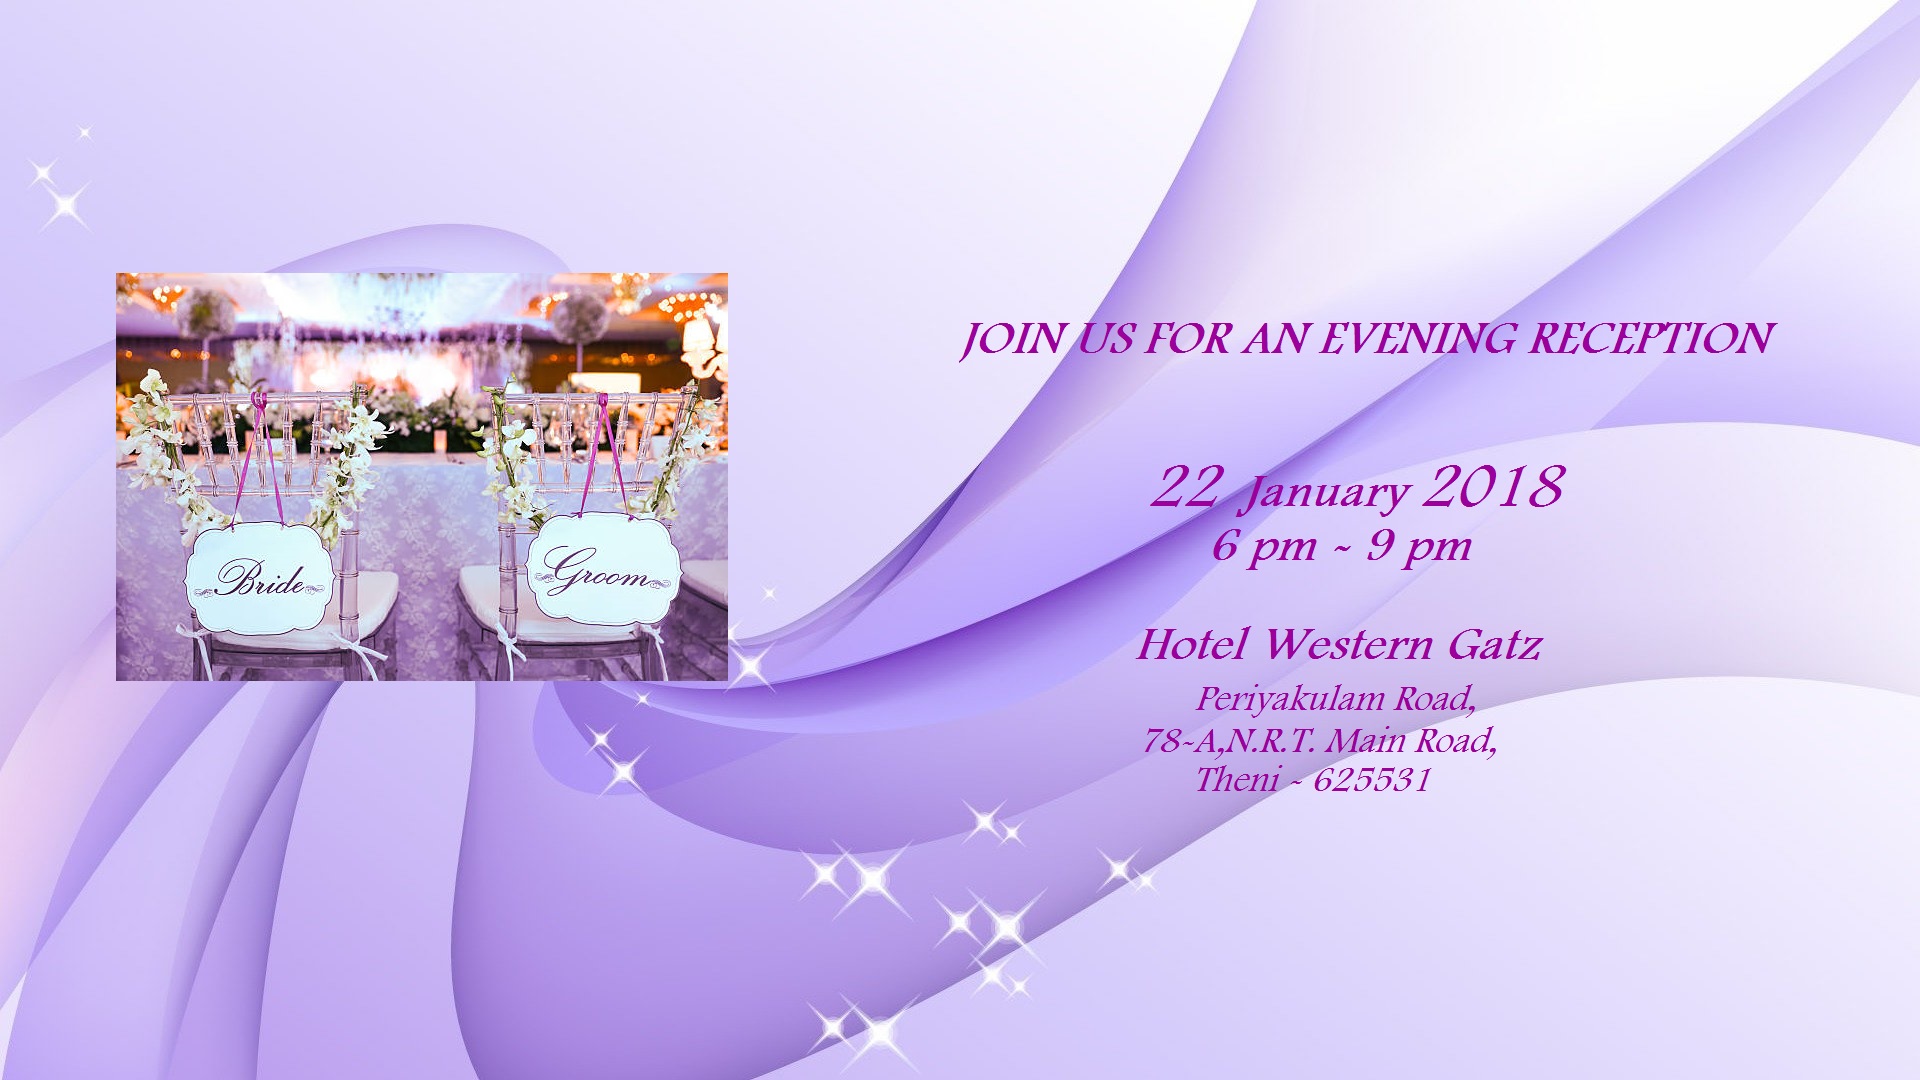 Bride
Groom
JOIN US FOR AN EVENING RECEPTION
22 January 2018
6 pm - 9 pm
Hotel Western Gatz
Periyakulam Road,
78-A,N.R.T. Main Road,
Theni - 625531